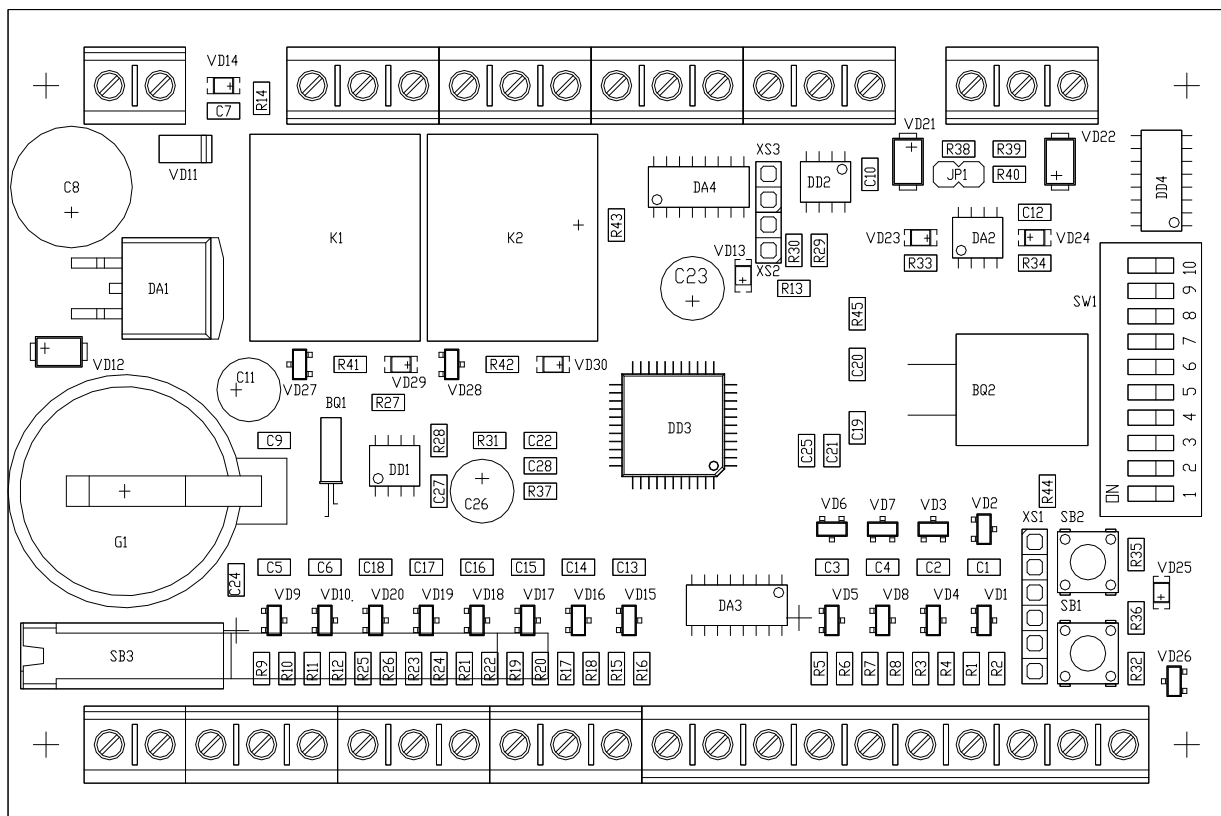 VD14
C7
R14
VD11
C8
K1
K2
R43
DA4
XS3
XS2
DD2
C10
VD21
R38
R39
JP1
R40
VD22
DD4
C12
VD23
DA2
VD24
R33
R34
R30
R29
VD13
R13
C23
DA1
SW1
10
9
8
7
6
5
4
3
2
1
ON
R45
C20
BQ2
VD12
VD27
R41
VD29
VD28
R42
VD30
C11
BQ1
R27
DD3
C9
R28
R31
C22
C28
R37
DD1
C27
C26
C25
C21
C19
G1
R44
VD6
VD7
VD3
VD2
XS1
SB2
R35
C24
C5
C6
C18
C17
C16
C15
C14
C13
C3
C4
C2
C1
VD25
VD9
VD10
VD20
VD19
VD18
VD17
VD16
VD15
DA3
VD5
VD8
VD4
VD1
SB1
R36
SB3
R9
R10
R11
R12
R25
R26
R23
R24
R21
R22
R19
R20
R17
R18
R15
R16
R5
R6
R7
R8
R3
R4
R1
R2
R32
VD26